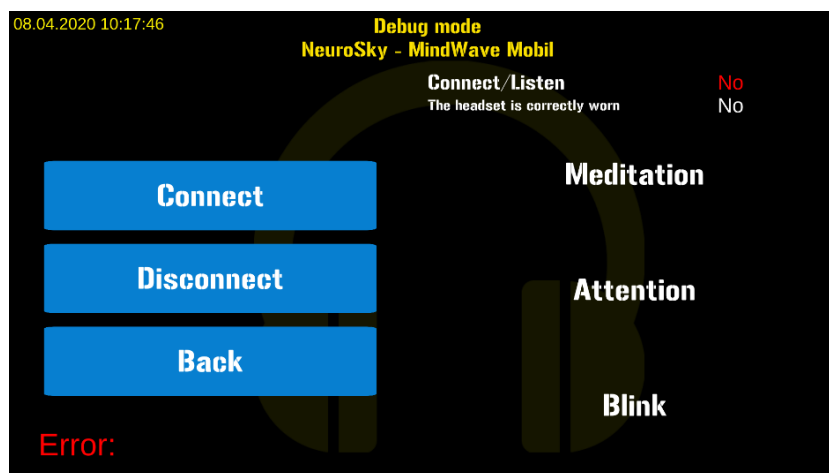 08.04.2020 10:17:46
Debug mode
NeuroSky - MindWave Mobil
Connect/Listen No
The headset is correctly worn No
Meditation
Connect
Disconnect
Attention
Back
Blink
Error: